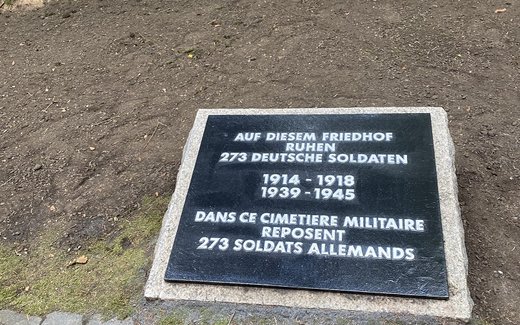 AUF DIESEM FRIEDHOF
RUHEN
273 DEUTSCHE SOLDATEN
1914 - 1918
1939 - 1945
DANS CE CIMETIERE MILITAIRE
REPOSENT
273 SOLDATS ALLEMANDS